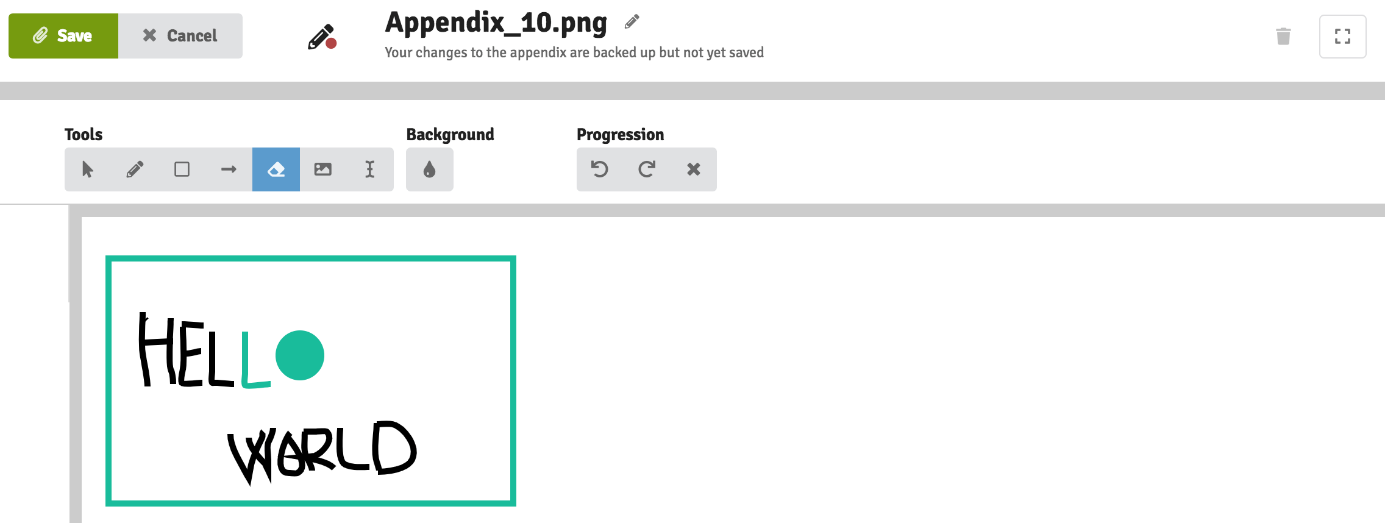 Save
Cancel
Appendix_10.png
Your changes to the appendix are backed up but not yet saved
Tools
Background
Progression
HELLO
WORLD